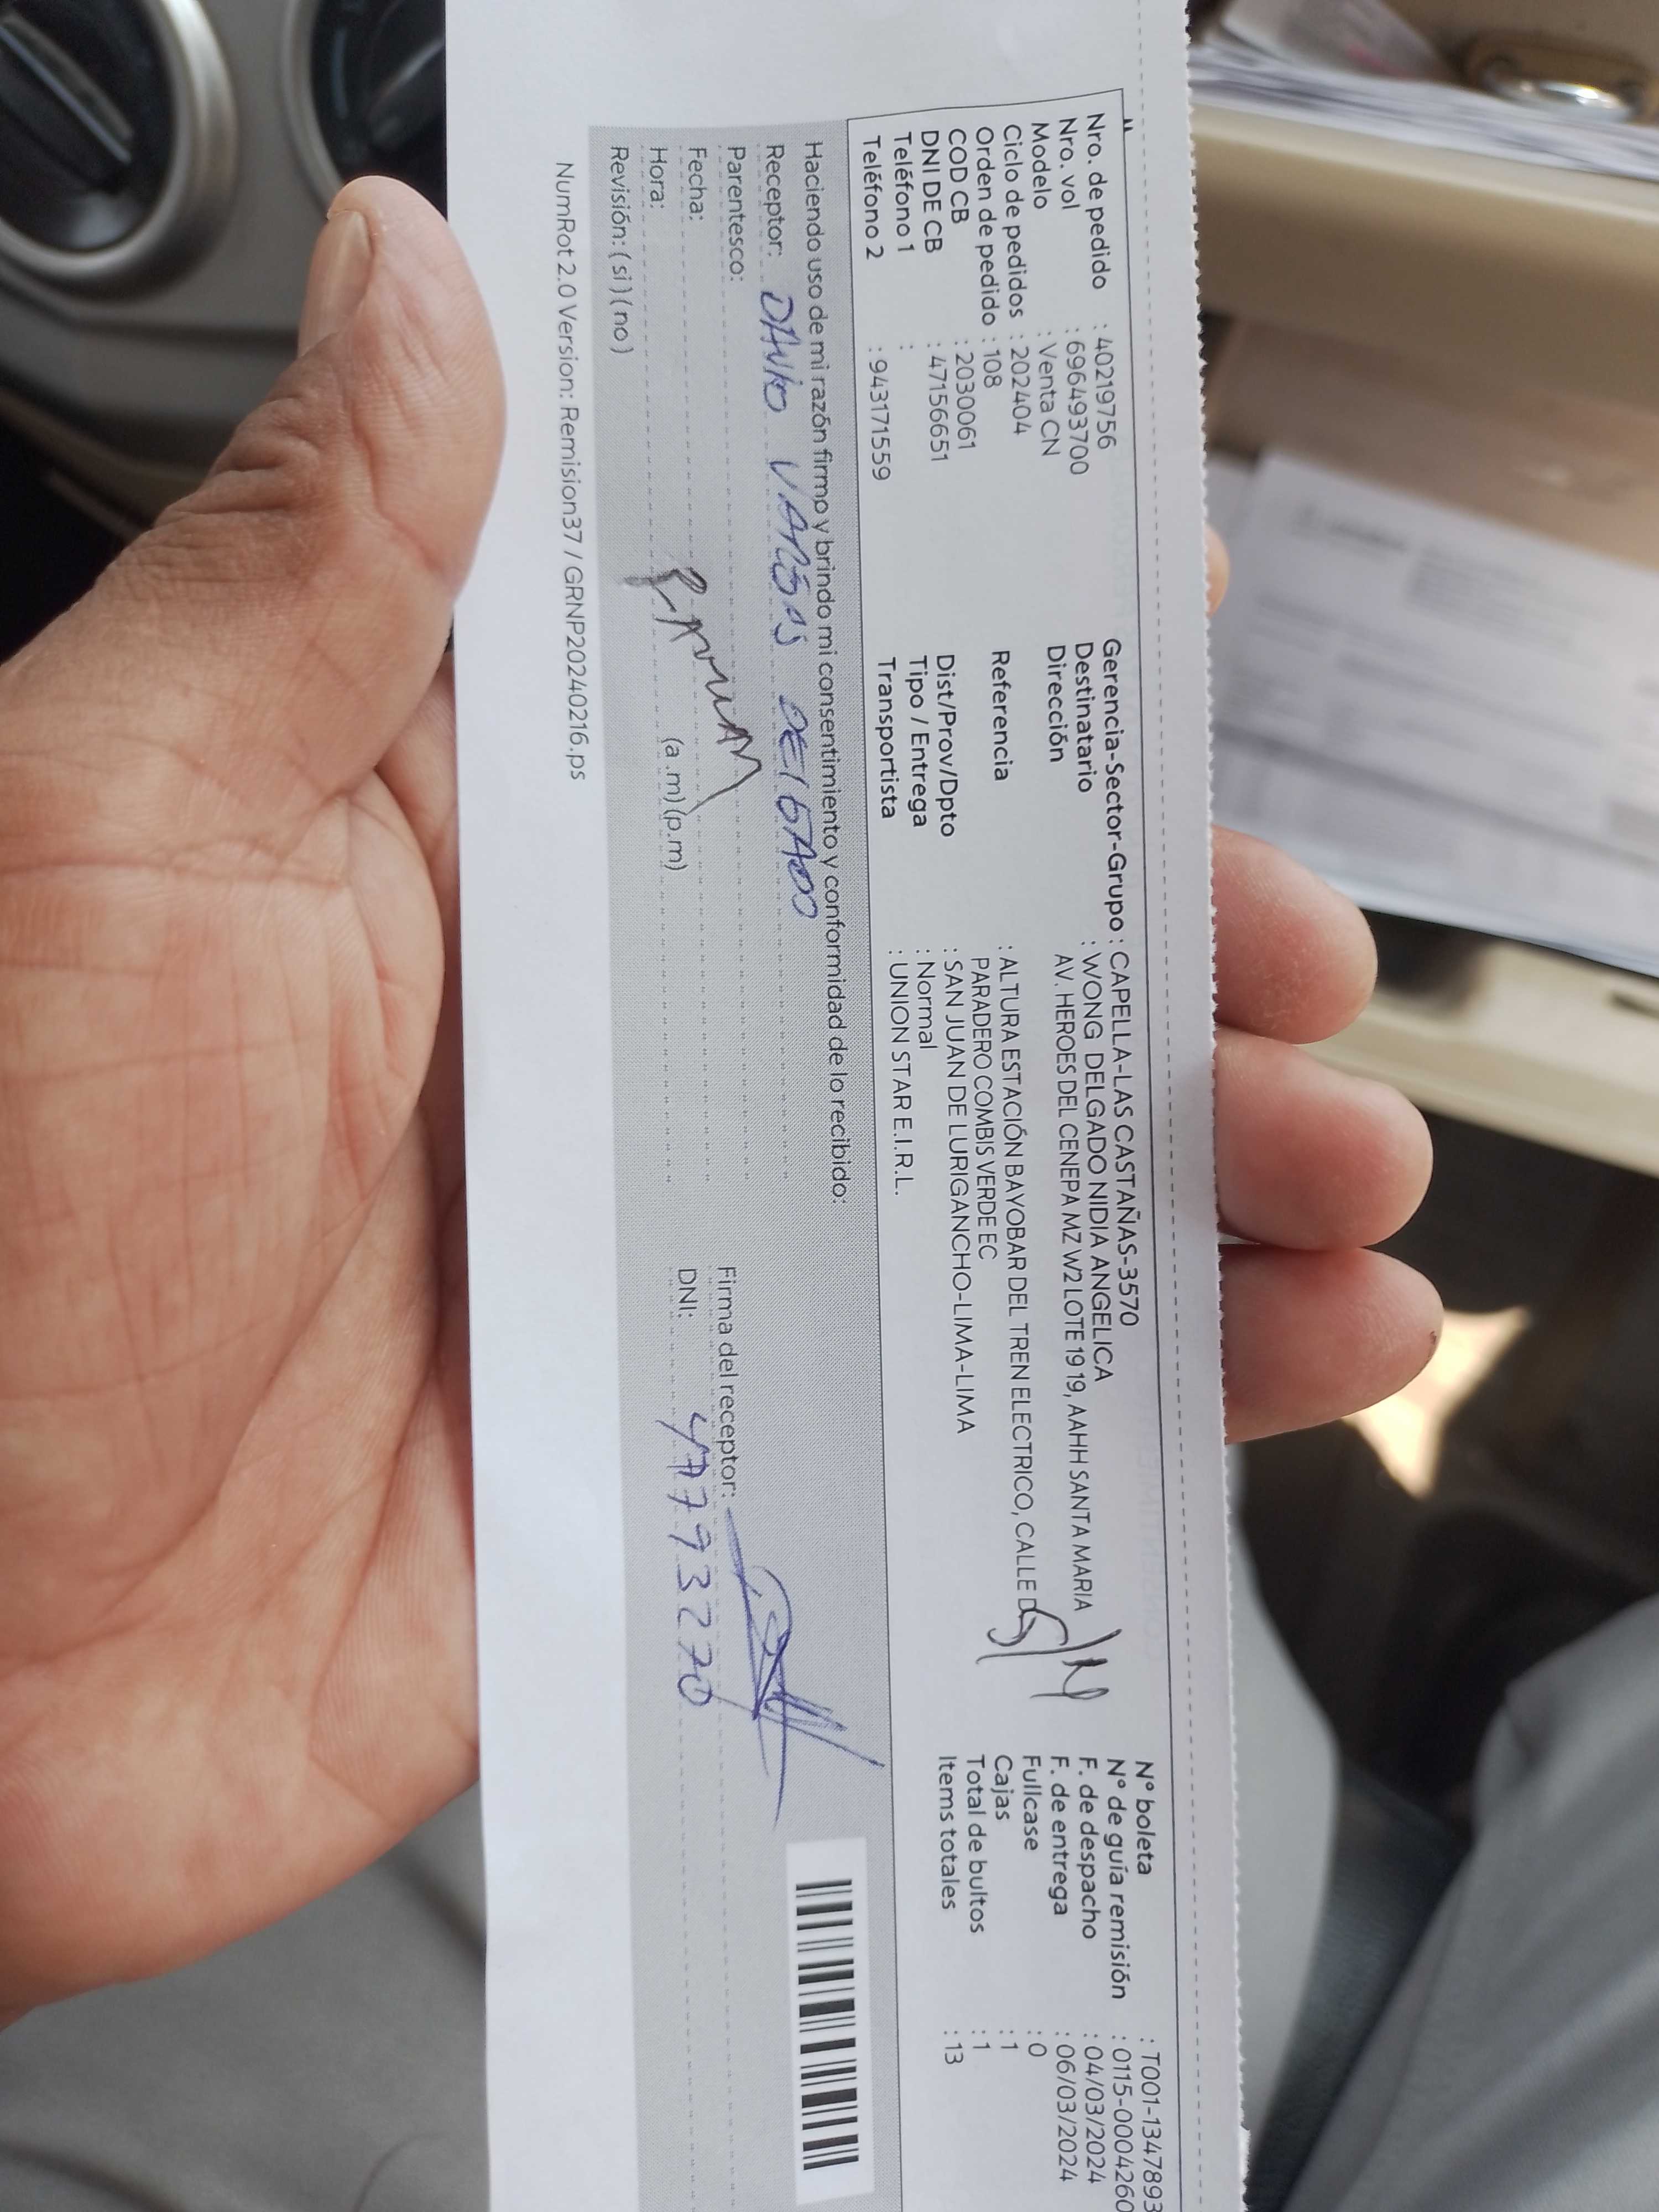 Nro. de pedido : 40219756
Nro. vol : 696493700
Modelo : Venta CN
Ciclo de pedidos : 202404
Orden de pedido : 108
COD CB : 2030061
DNI DE CB : 47156651
Teléfono 1 :
Teléfono 2 : 943171559
Gerencia-Sector-Grupo : CAPELLA-LAS CASTAÑAS-3570
Destinatario : WONG DELGADO NIDIA ANGELICA
Dirección AV. HEROES DEL CENEPA MZ W2 LOTE 19 19, AAHH SANTA MARIA
Referencia : ALTURA ESTACIÓN BAYOBAR DEL TREN ELECTRICO, CALLE
PARADERO COMBIS VERDE EC
Dist/Prov/Dpto : SAN JUAN DE LURIGANCHO-LIMA-LIMA
Tipo / Entrega : Normal
Transportista : UNION STAR E.I.R.L.
N° boleta : T001-1347893
N° de guía remisión : 0115-0004260
F. de despacho : 04/03/2024
F. de entrega : 06/03/2024
Fullcase : 0
Cajas : 1
Total de bultos : 1
Items totales : 13
Haciendo uso de mi razón firmo y brindo mi consentimiento y conformidad de lo recibido:
Receptor: DAVID VARGAS DELGADO
Parentesco:
Fecha:
Hora: (a.m)(p.m)
Revisión: (si)(no)
Firma del receptor:
DNI: 47793270
NumRot 2.0 Version: Remision37 / GRNP20240216.ps